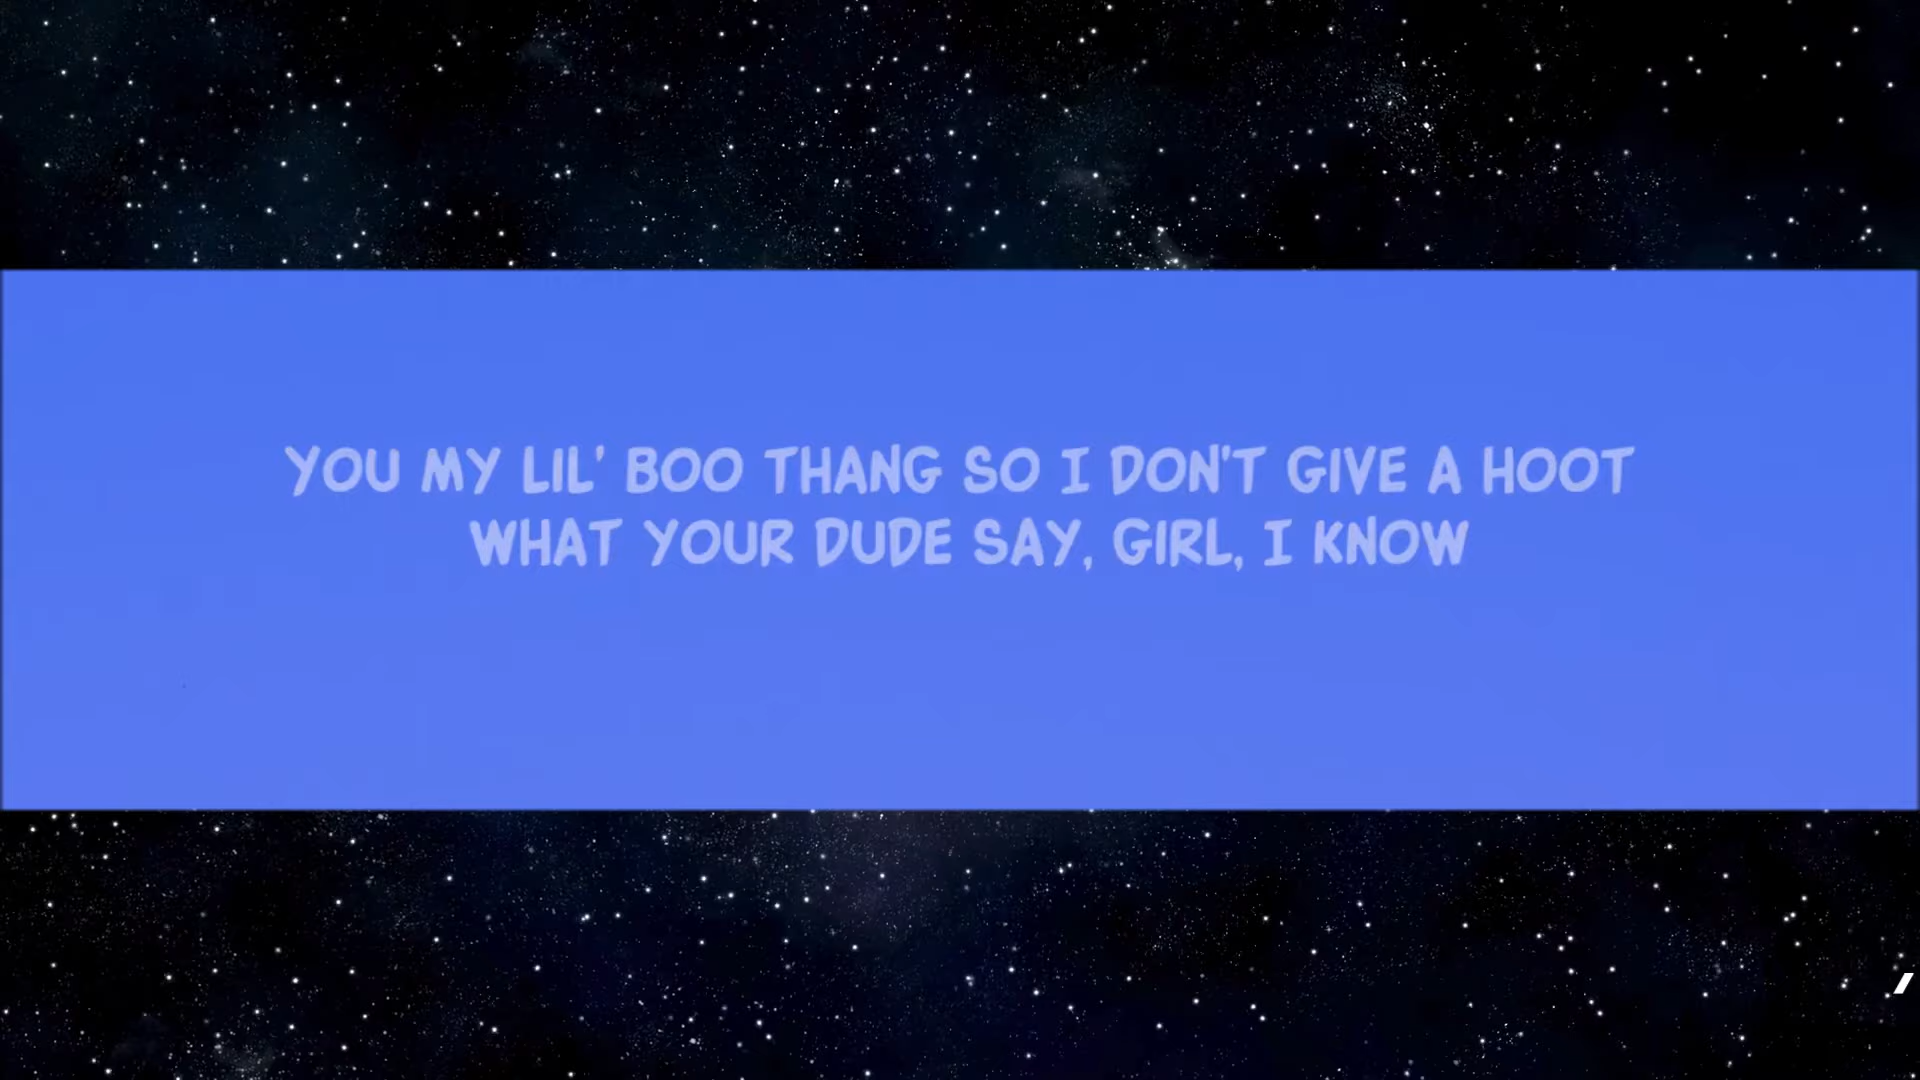 YOU MY LIL' BOO THANG SO I DON'T GIVE A HOOT
WHAT YOUR DUDE SAY, GIRL, I KNOW